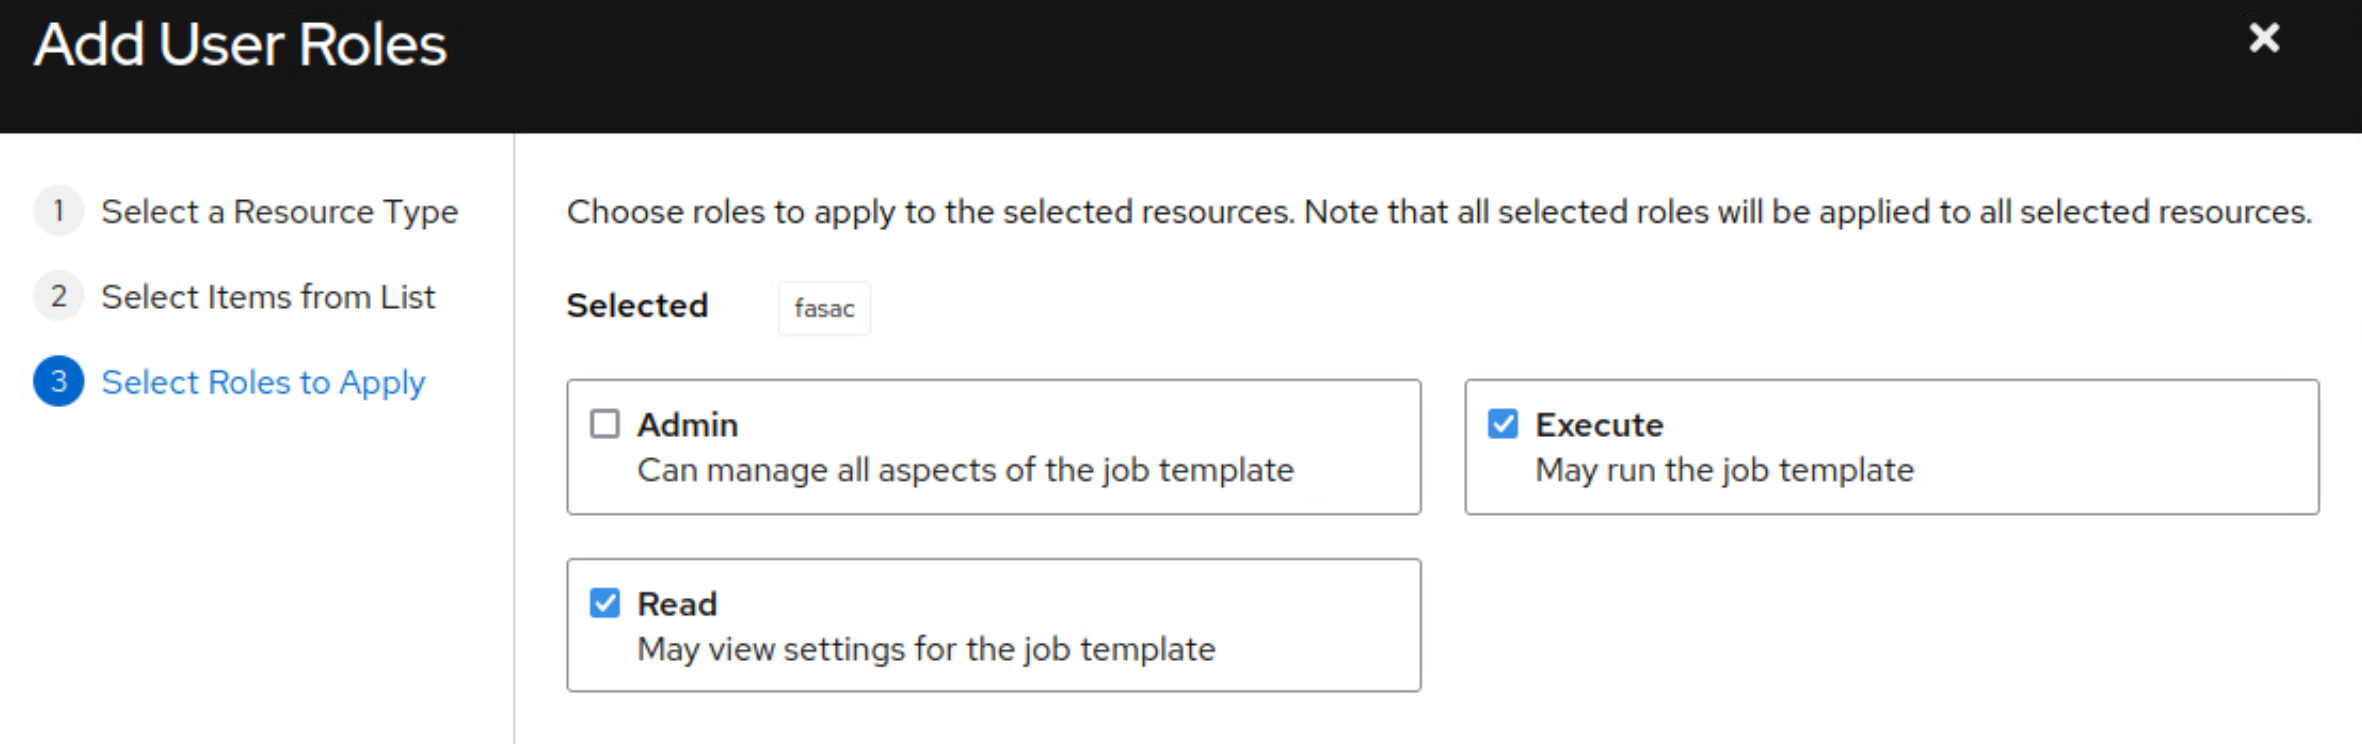 Add User Roles
1 Select a Resource Type
2 Select Items from List
3 Select Roles to Apply
Choose roles to apply to the selected resources. Note that all selected roles will be applied to all selected resources.
Selected fasac
Admin
Can manage all aspects of the job template
Execute
May run the job template
Read
May view settings for the job template